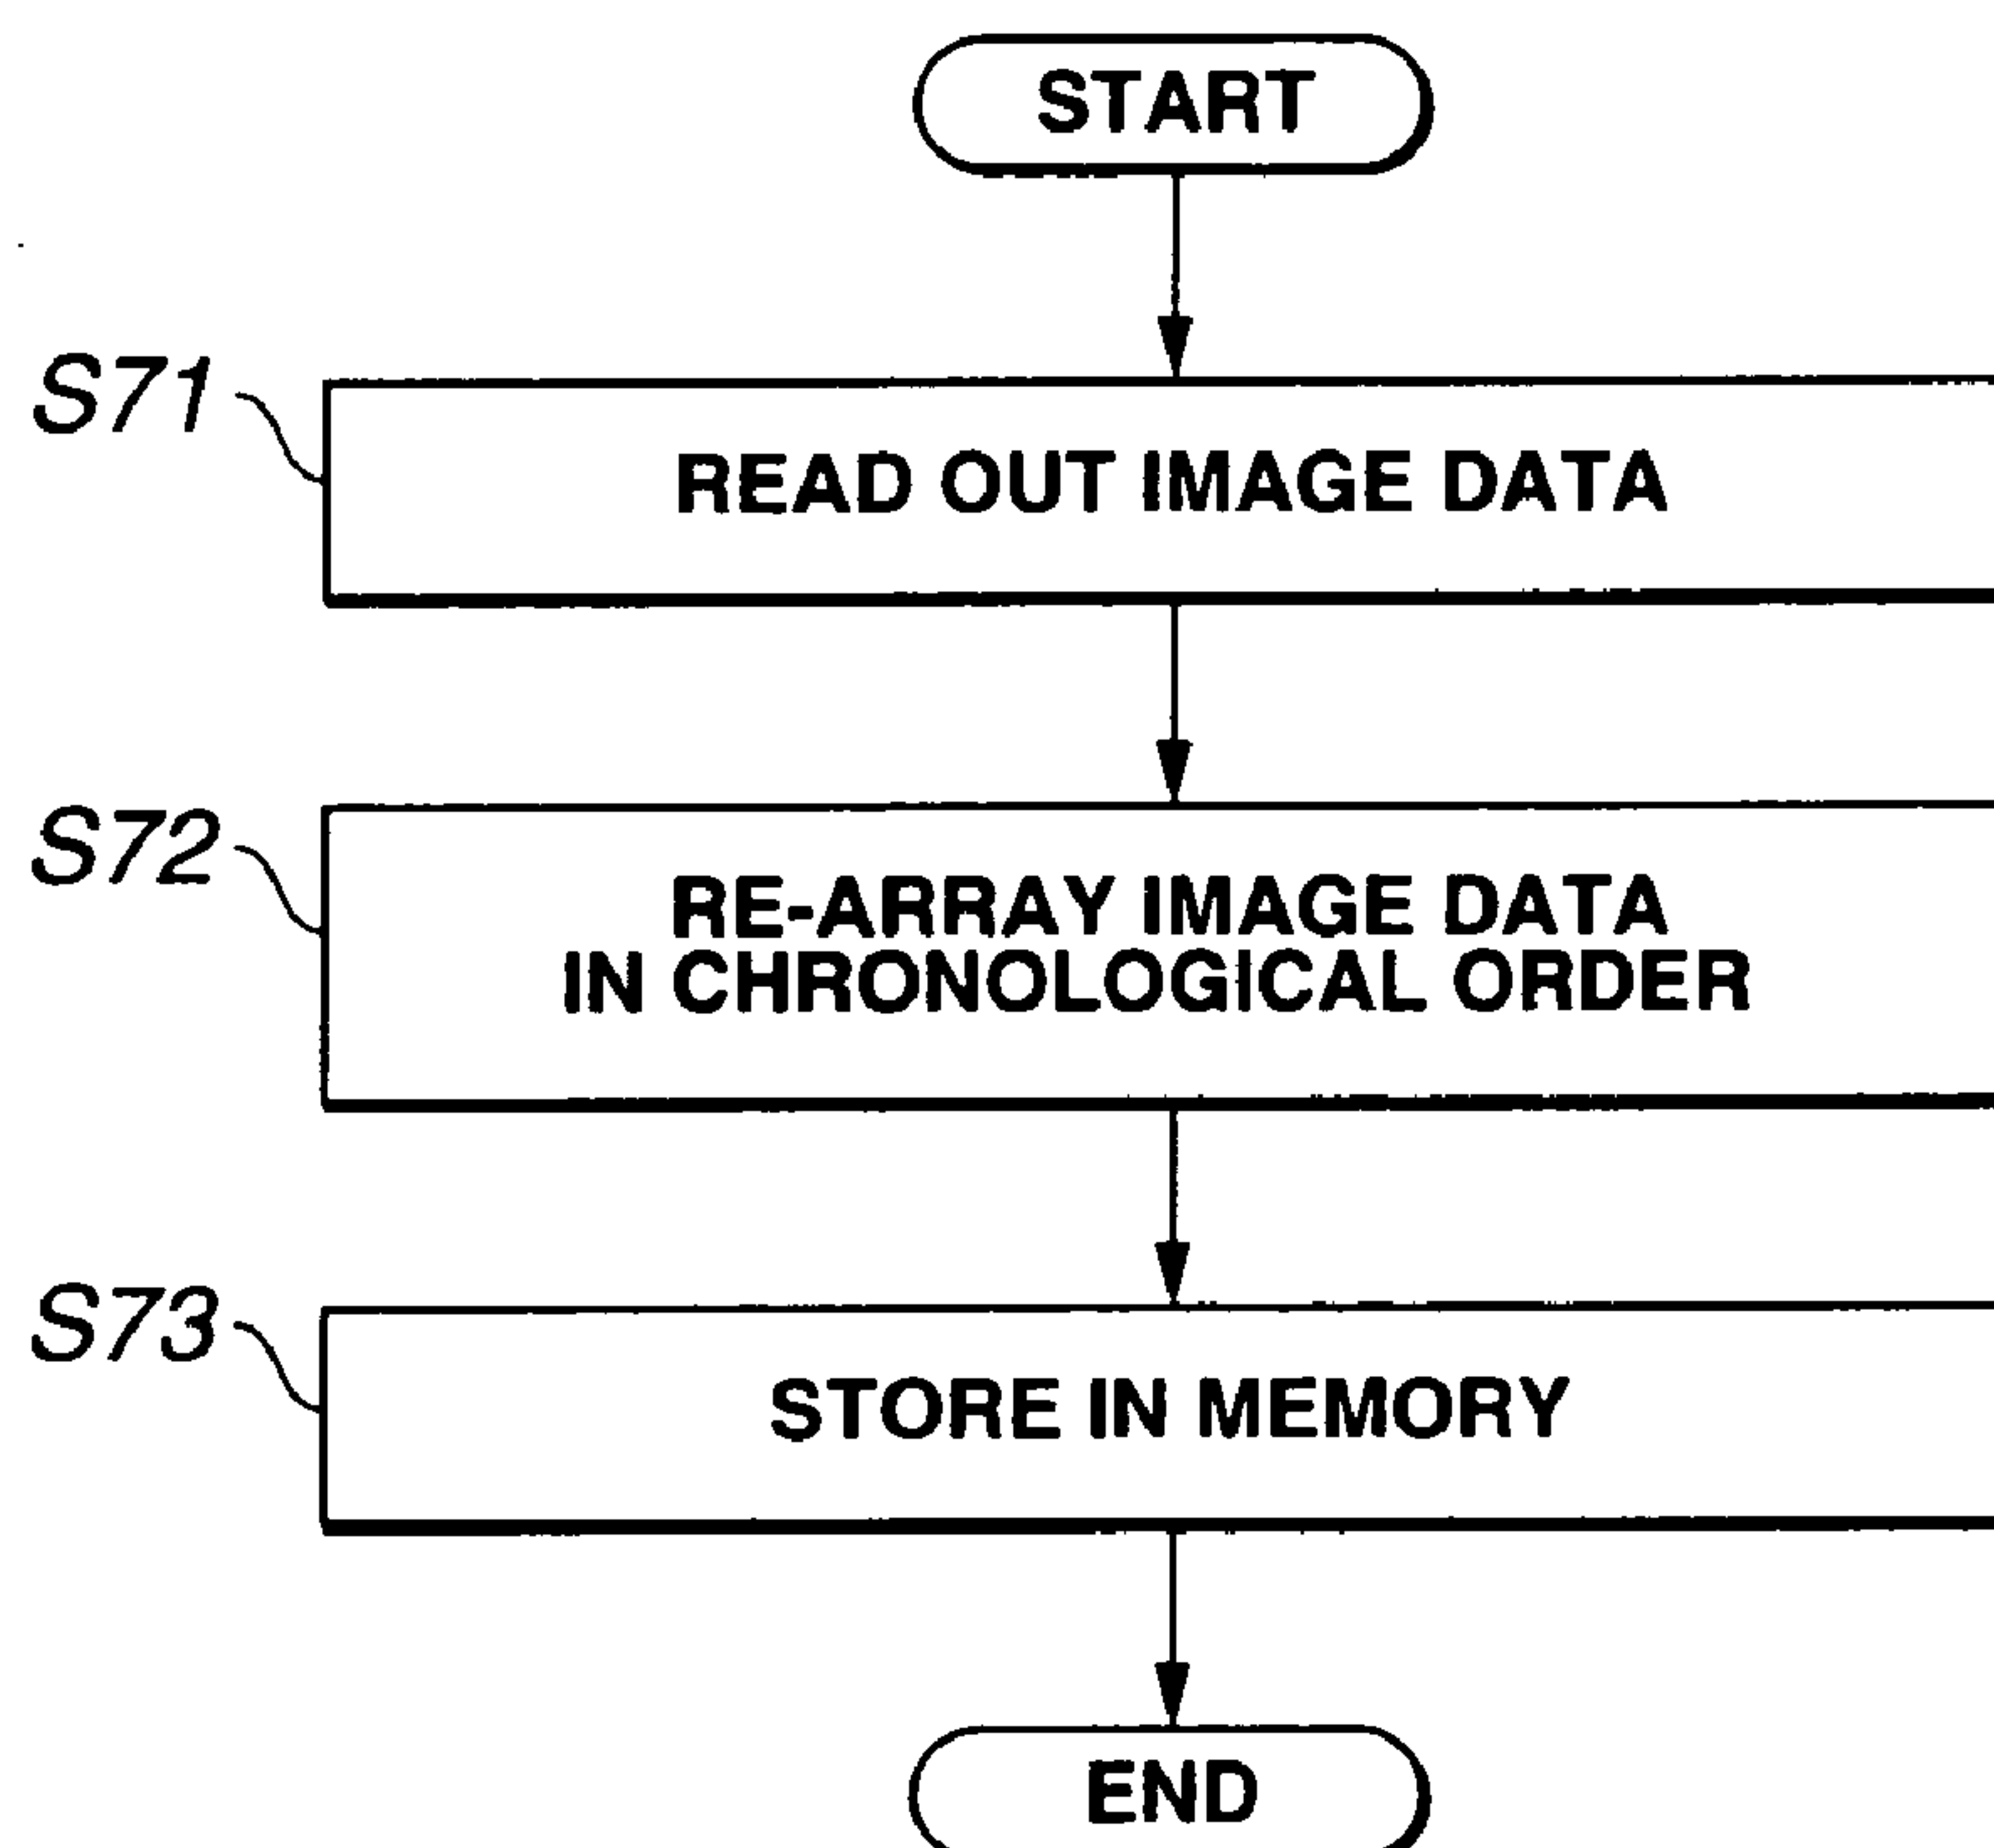 START
S71
READ OUT IMAGE DATA
S72
RE-ARRAY IMAGE DATA
IN CHRONOLOGICAL ORDER
S73
STORE IN MEMORY
END